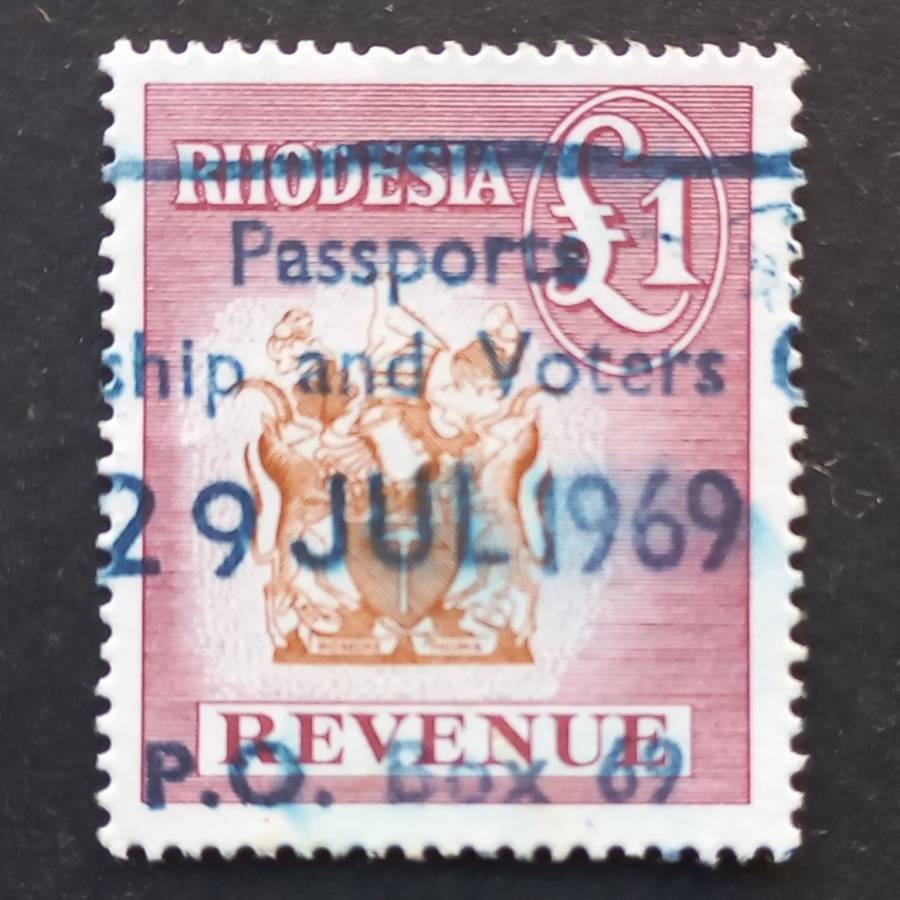 RHODESIA £1
Passports
ship and Voters
29 JUL 1969
REVENUE
P.O. Box 69